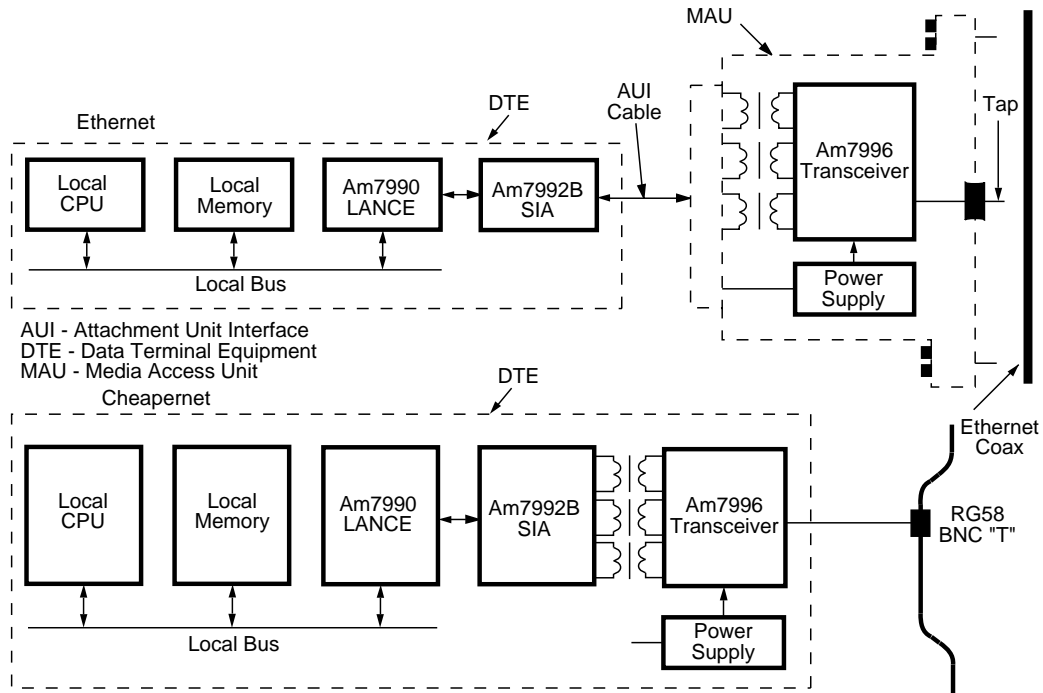 MAU
DTE
AUI
Cable
Tap
Ethernet
Local
CPU
Local
Memory
Am7990
LANCE
Am7992B
SIA
Am7996
Transceiver
Local Bus
Power
Supply
AUI - Attachment Unit Interface
DTE - Data Terminal Equipment
MAU - Media Access Unit
Ethernet
Coax
Cheapernet
DTE
Local
CPU
Local
Memory
Am7990
LANCE
Am7992B
SIA
Am7996
Transceiver
RG58
BNC "T"
Local Bus
Power
Supply